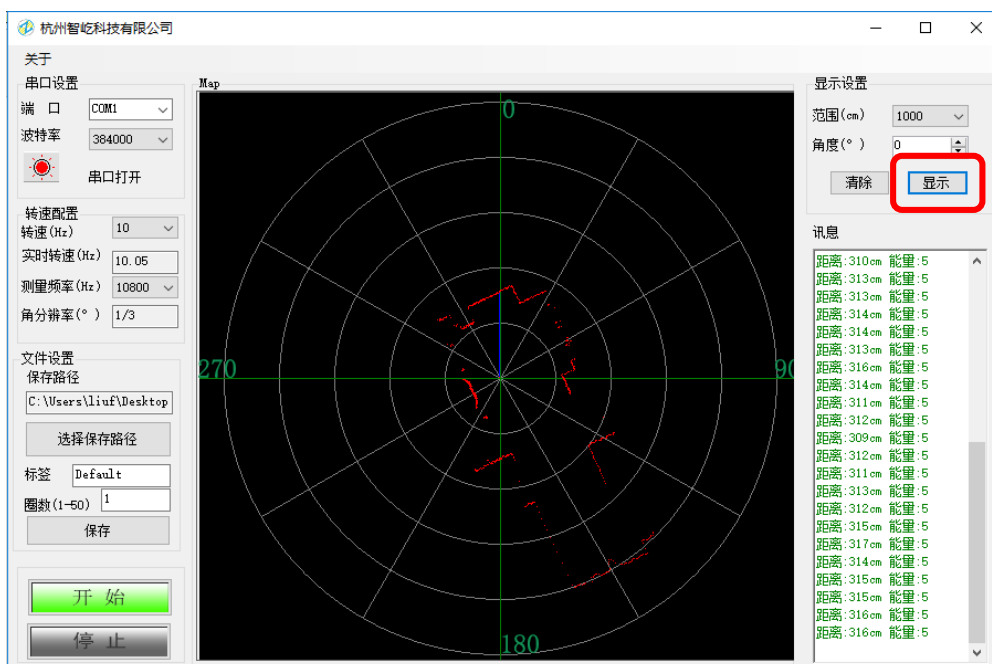 杭州智屹科技有限公司
关于
串口设置
端 口 COM1
波特率 384000
串口打开
转速配置
转速(Hz) 10
实时转速(Hz) 10.05
测量频率(Hz) 10800
角分辨率(° ) 1/3
文件设置
保存路径
C:\Users\liuf\Desktop
选择保存路径
标签 Default
圈数(1-50) 1
保存
开 始
停 止
Map
0
270
90
180
显示设置
范围(cm) 1000
角度(° ) 0
清除 显示
讯息
距离:310cm 能量:5
距离:313cm 能量:5
距离:313cm 能量:5
距离:314cm 能量:5
距离:314cm 能量:5
距离:313cm 能量:5
距离:316cm 能量:5
距离:314cm 能量:5
距离:311cm 能量:5
距离:312cm 能量:5
距离:309cm 能量:5
距离:312cm 能量:5
距离:311cm 能量:5
距离:313cm 能量:5
距离:312cm 能量:5
距离:315cm 能量:5
距离:317cm 能量:5
距离:314cm 能量:5
距离:315cm 能量:5
距离:315cm 能量:5
距离:316cm 能量:5
距离:316cm 能量:5